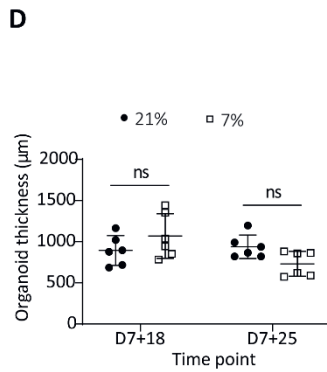 D
21% 7%
ns
ns
Organoid thickness (µm)
2000
1500
1000
500
0
D7+18 D7+25
Time point